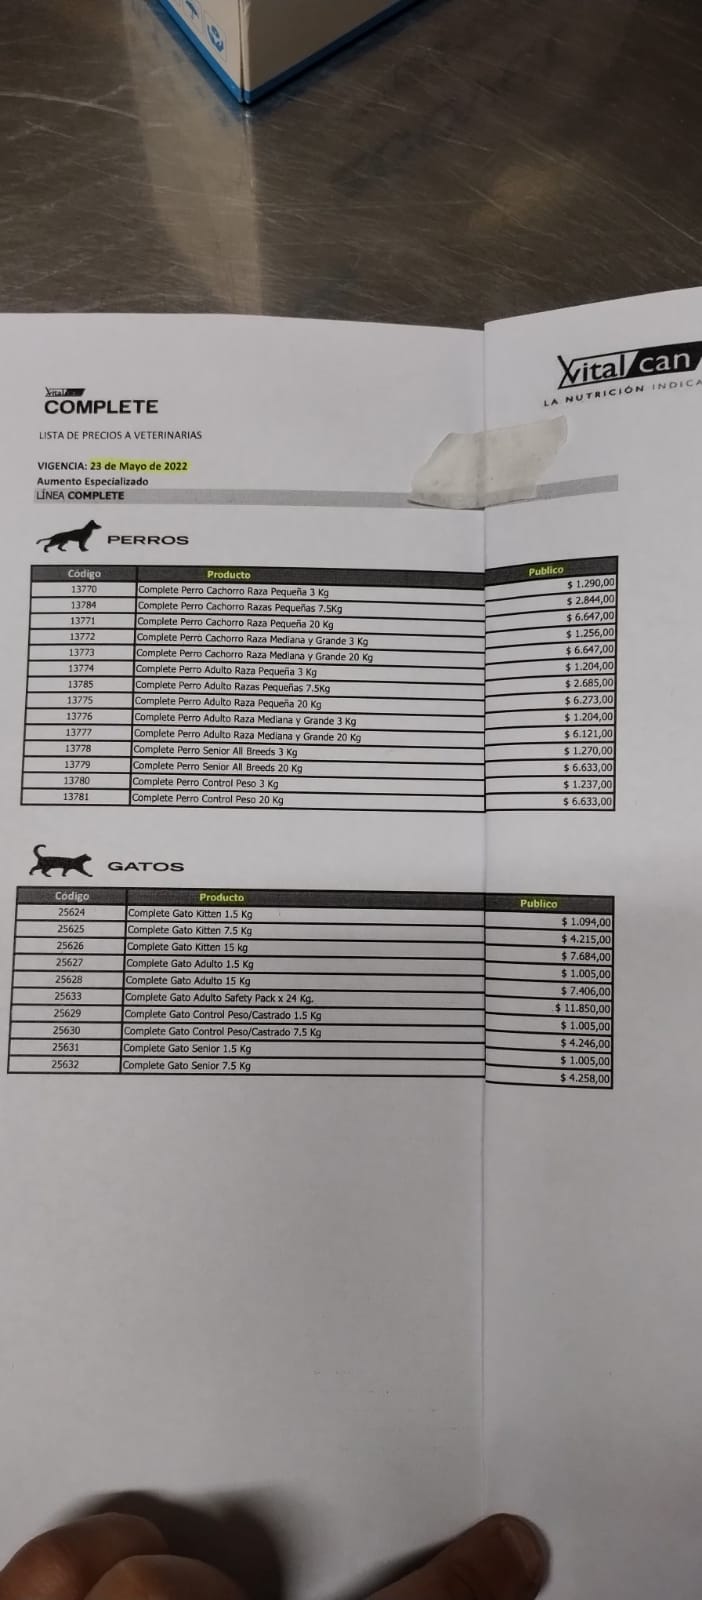 Vital can
LA NUTRICIÓN INDICA
Vital
COMPLETE
LISTA DE PRECIOS A VETERINARIAS
VIGENCIA: 23 de Mayo de 2022
Aumento Especializado
LÍNEA COMPLETE
PERROS
Código Producto Publico
13770 Complete Perro Cachorro Raza Pequeña 3 Kg $ 1.290,00
13784 Complete Perro Cachorro Razas Pequeñas 7.5Kg $ 2.844,00
13771 Complete Perro Cachorro Raza Pequeña 20 Kg $ 6.647,00
13772 Complete Perro Cachorro Raza Mediana y Grande 3 Kg $ 1.256,00
13773 Complete Perro Cachorro Raza Mediana y Grande 20 Kg $ 6.647,00
13774 Complete Perro Adulto Raza Pequeña 3 Kg $ 1.204,00
13785 Complete Perro Adulto Razas Pequeñas 7.5Kg $ 2.685,00
13775 Complete Perro Adulto Raza Pequeña 20 Kg $ 6.273,00
13776 Complete Perro Adulto Raza Mediana y Grande 3 Kg $ 1.204,00
13777 Complete Perro Adulto Raza Mediana y Grande 20 Kg $ 6.121,00
13778 Complete Perro Senior All Breeds 3 Kg $ 1.270,00
13779 Complete Perro Senior All Breeds 20 Kg $ 6.633,00
13780 Complete Perro Control Peso 3 Kg $ 1.237,00
13781 Complete Perro Control Peso 20 Kg $ 6.633,00
GATOS
Código Producto Publico
25624 Complete Gato Kitten 1.5 Kg $ 1.094,00
25625 Complete Gato Kitten 7.5 Kg $ 4.215,00
25626 Complete Gato Kitten 15 kg $ 7.684,00
25627 Complete Gato Adulto 1.5 Kg $ 1.005,00
25628 Complete Gato Adulto 15 Kg $ 7.406,00
25633 Complete Gato Adulto Safety Pack x 24 Kg. $ 11.850,00
25629 Complete Gato Control Peso/Castrado 1.5 Kg $ 1.005,00
25630 Complete Gato Control Peso/Castrado 7.5 Kg $ 4.246,00
25631 Complete Gato Senior 1.5 Kg $ 1.005,00
25632 Complete Gato Senior 7.5 Kg $ 4.258,00